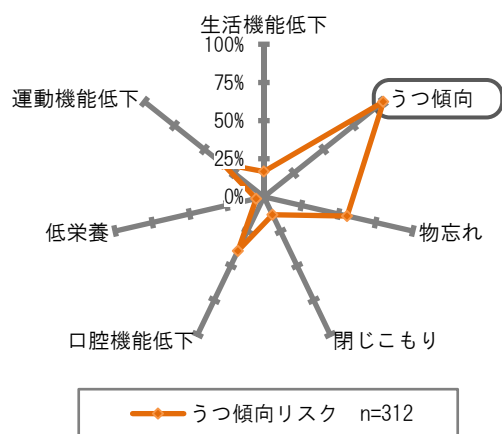 生活機能低下
100%
75%
50%
25%
0%
うつ傾向
物忘れ
閉じこもり
口腔機能低下
低栄養
運動機能低下
うつ傾向リスク n=312